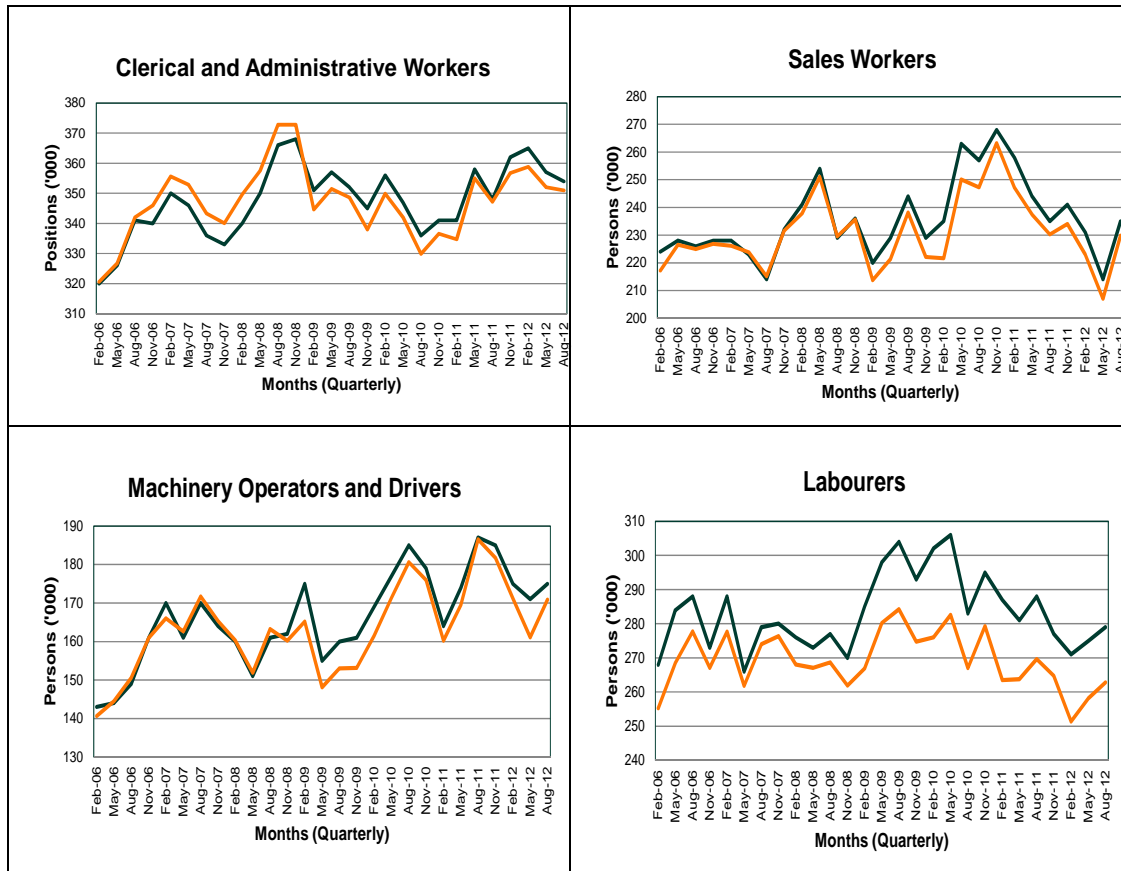 Clerical and Administrative Workers
Positions ('000)
380
370
360
350
340
330
320
310
Feb-06
May-06
Aug-06
Nov-06
Feb-07
May-07
Aug-07
Nov-07
Feb-08
May-08
Aug-08
Nov-08
Feb-09
May-09
Aug-09
Nov-09
Feb-10
May-10
Aug-10
Nov-10
Feb-11
May-11
Aug-11
Nov-11
Feb-12
May-12
Aug-12
Months (Quarterly)
Sales Workers
Persons ('000)
280
270
260
250
240
230
220
210
200
Feb-06
May-06
Aug-06
Nov-06
Feb-07
May-07
Aug-07
Nov-07
Feb-08
May-08
Aug-08
Nov-08
Feb-09
May-09
Aug-09
Nov-09
Feb-10
May-10
Aug-10
Nov-10
Feb-11
May-11
Aug-11
Nov-11
Feb-12
May-12
Aug-12
Months (Quarterly)
Machinery Operators and Drivers
Persons ('000)
190
180
170
160
150
140
130
Feb-06
May-06
Aug-06
Nov-06
Feb-07
May-07
Aug-07
Nov-07
Feb-08
May-08
Aug-08
Nov-08
Feb-09
May-09
Aug-09
Nov-09
Feb-10
May-10
Aug-10
Nov-10
Feb-11
May-11
Aug-11
Nov-11
Feb-12
May-12
Aug-12
Months (Quarterly)
Labourers
Persons ('000)
310
300
290
280
270
260
250
240
Feb-06
May-06
Aug-06
Nov-06
Feb-07
May-07
Aug-07
Nov-07
Feb-08
May-08
Aug-08
Nov-08
Feb-09
May-09
Aug-09
Nov-09
Feb-10
May-10
Aug-10
Nov-10
Feb-11
May-11
Aug-11
Nov-11
Feb-12
May-12
Aug-12
Months (Quarterly)